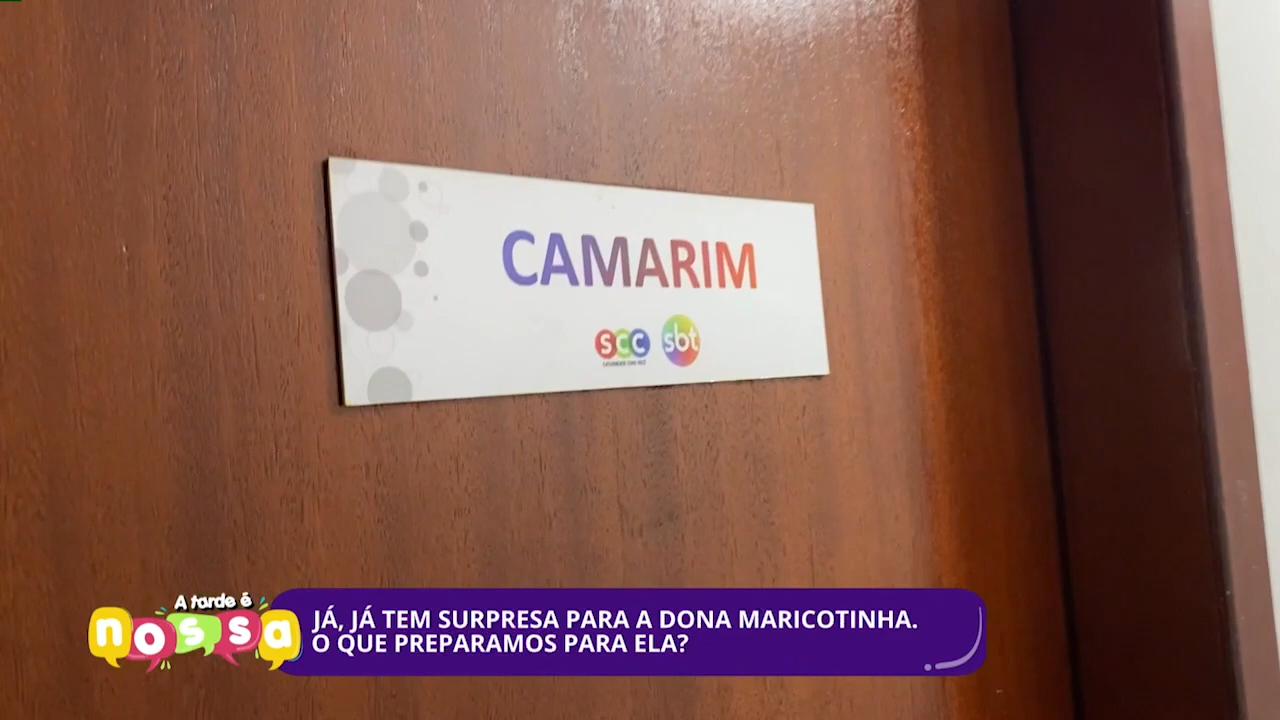 CAMARIM
scc
sbt
A tarde é
nossa
JÁ, JÁ TEM SURPRESA PARA A DONA MARICOTINHA.
O QUE PREPARAMOS PARA ELA?